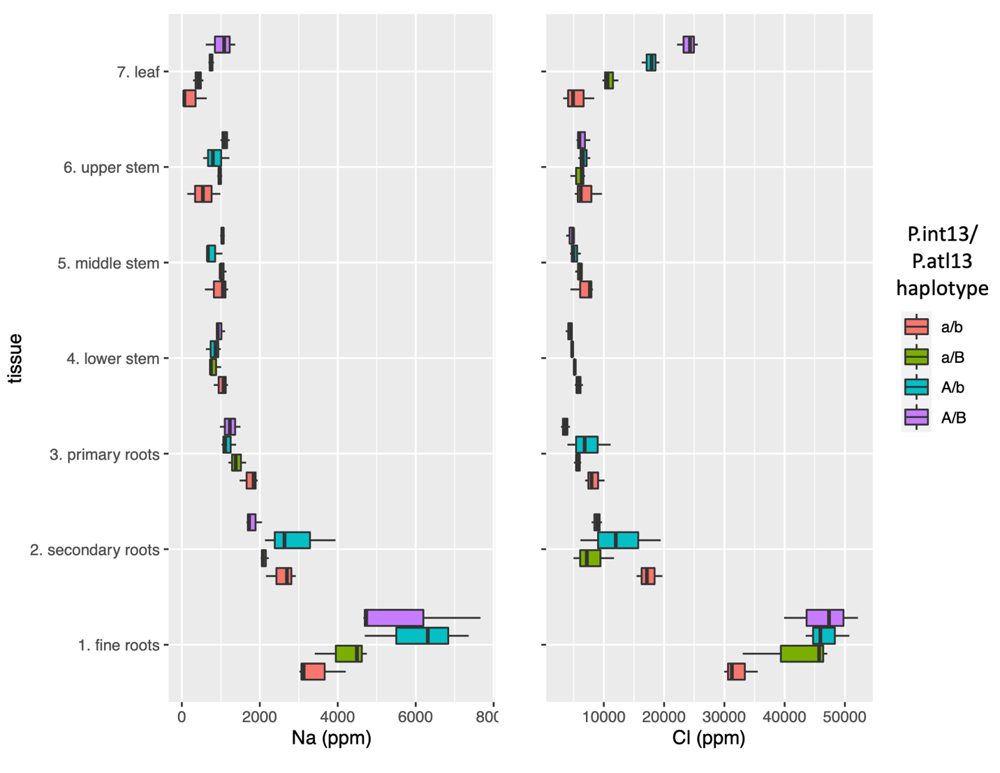 7. leaf
6. upper stem
5. middle stem
4. lower stem
3. primary roots
2. secondary roots
1. fine roots
tissue
0 2000 4000 6000 800
Na (ppm)
10000 20000 30000 40000 50000
Cl (ppm)
P.int13/
P.atl13
haplotype
a/b
a/B
A/b
A/B